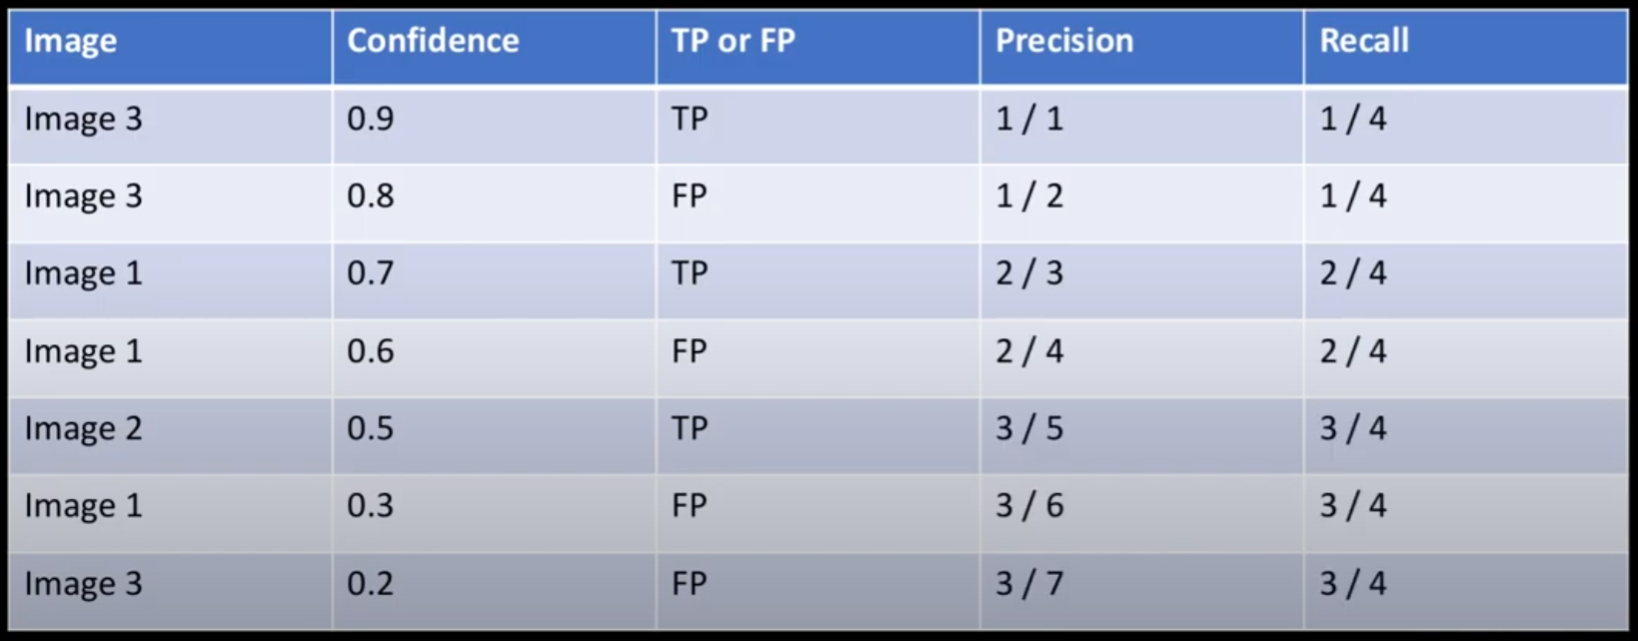 Image Confidence TP or FP Precision Recall
Image 3 0.9 TP 1 / 1 1 / 4
Image 3 0.8 FP 1 / 2 1 / 4
Image 1 0.7 TP 2 / 3 2 / 4
Image 1 0.6 FP 2 / 4 2 / 4
Image 2 0.5 TP 3 / 5 3 / 4
Image 1 0.3 FP 3 / 6 3 / 4
Image 3 0.2 FP 3 / 7 3 / 4